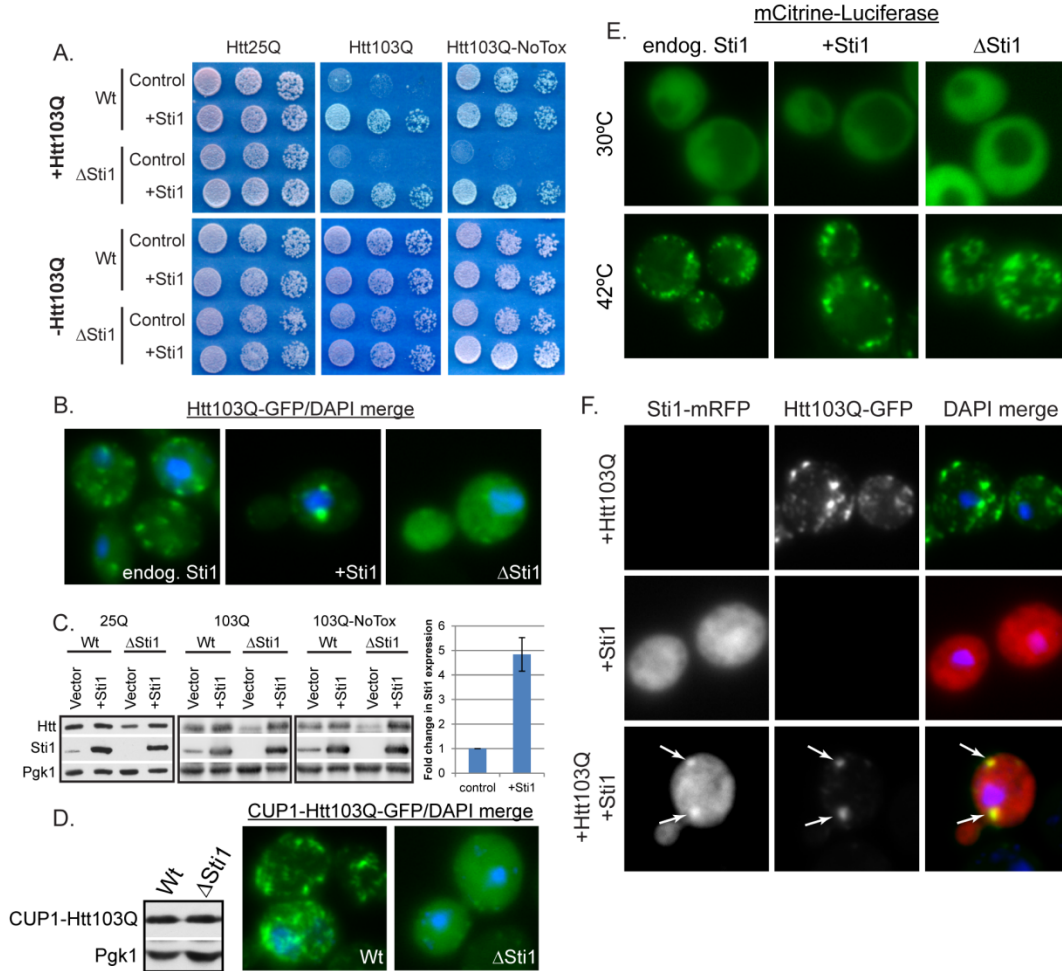 A.
Htt25Q Htt103Q Htt103Q-NoTox
+Htt103Q
Wt
Control
+Sti1
ΔSti1
Control
+Sti1
-Htt103Q
Wt
Control
+Sti1
ΔSti1
Control
+Sti1
B.
Htt103Q-GFP/DAPI merge
endog. Sti1
+Sti1
ΔSti1
C.
25Q 103Q 103Q-NoTox
Wt ΔSti1 Wt ΔSti1 Wt ΔSti1
Vector +Sti1 Vector +Sti1 Vector +Sti1 Vector +Sti1 Vector +Sti1 Vector +Sti1
Htt
Sti1
Pgk1
Fold change in Sti1 expression
6
5
4
3
2
1
0
control +Sti1
D.
Wt ΔSti1
CUP1-Htt103Q
Pgk1
CUP1-Htt103Q-GFP/DAPI merge
Wt
ΔSti1
E.
mCitrine-Luciferase
endog. Sti1 +Sti1 ΔSti1
30ºC
42ºC
F.
Sti1-mRFP Htt103Q-GFP DAPI merge
+Htt103Q
+Sti1
+Htt103Q
+Sti1